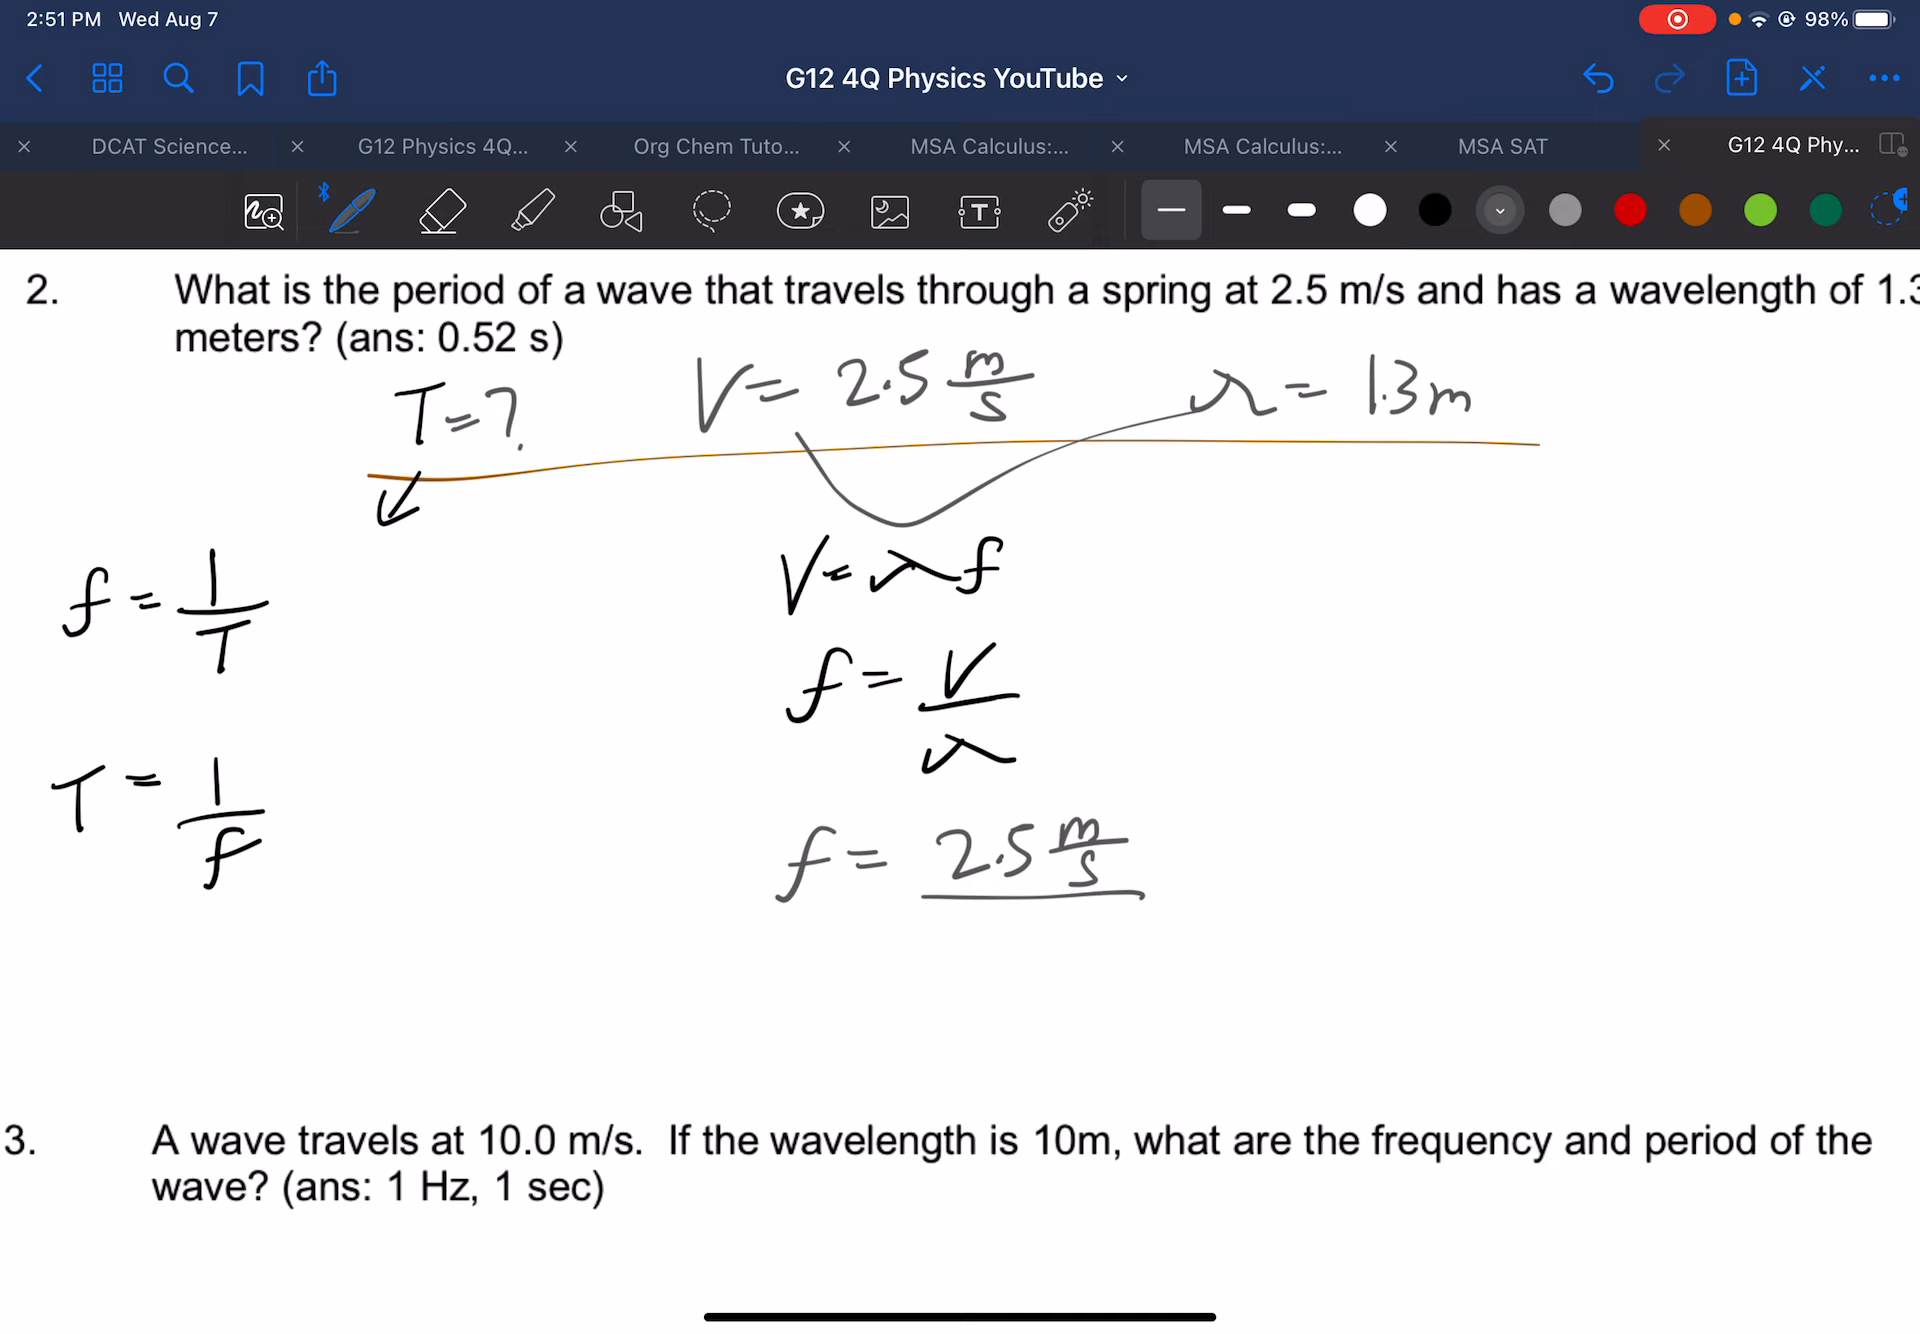 2:51 PM Wed Aug 7 98%
G12 4Q Physics YouTube
DCAT Science... G12 Physics 4Q... Org Chem Tuto... MSA Calculus:... MSA Calculus:... MSA SAT G12 4Q Phy...
2. What is the period of a wave that travels through a spring at 2.5 m/s and has a wavelength of 1.3
meters? (ans: 0.52 s)
T=? V= 2.5 m/s λ= 1.3m
f=1/T
V=λf
f=V/λ
T=1/f
f= 2.5 m/s
3. A wave travels at 10.0 m/s. If the wavelength is 10m, what are the frequency and period of the
wave? (ans: 1 Hz, 1 sec)